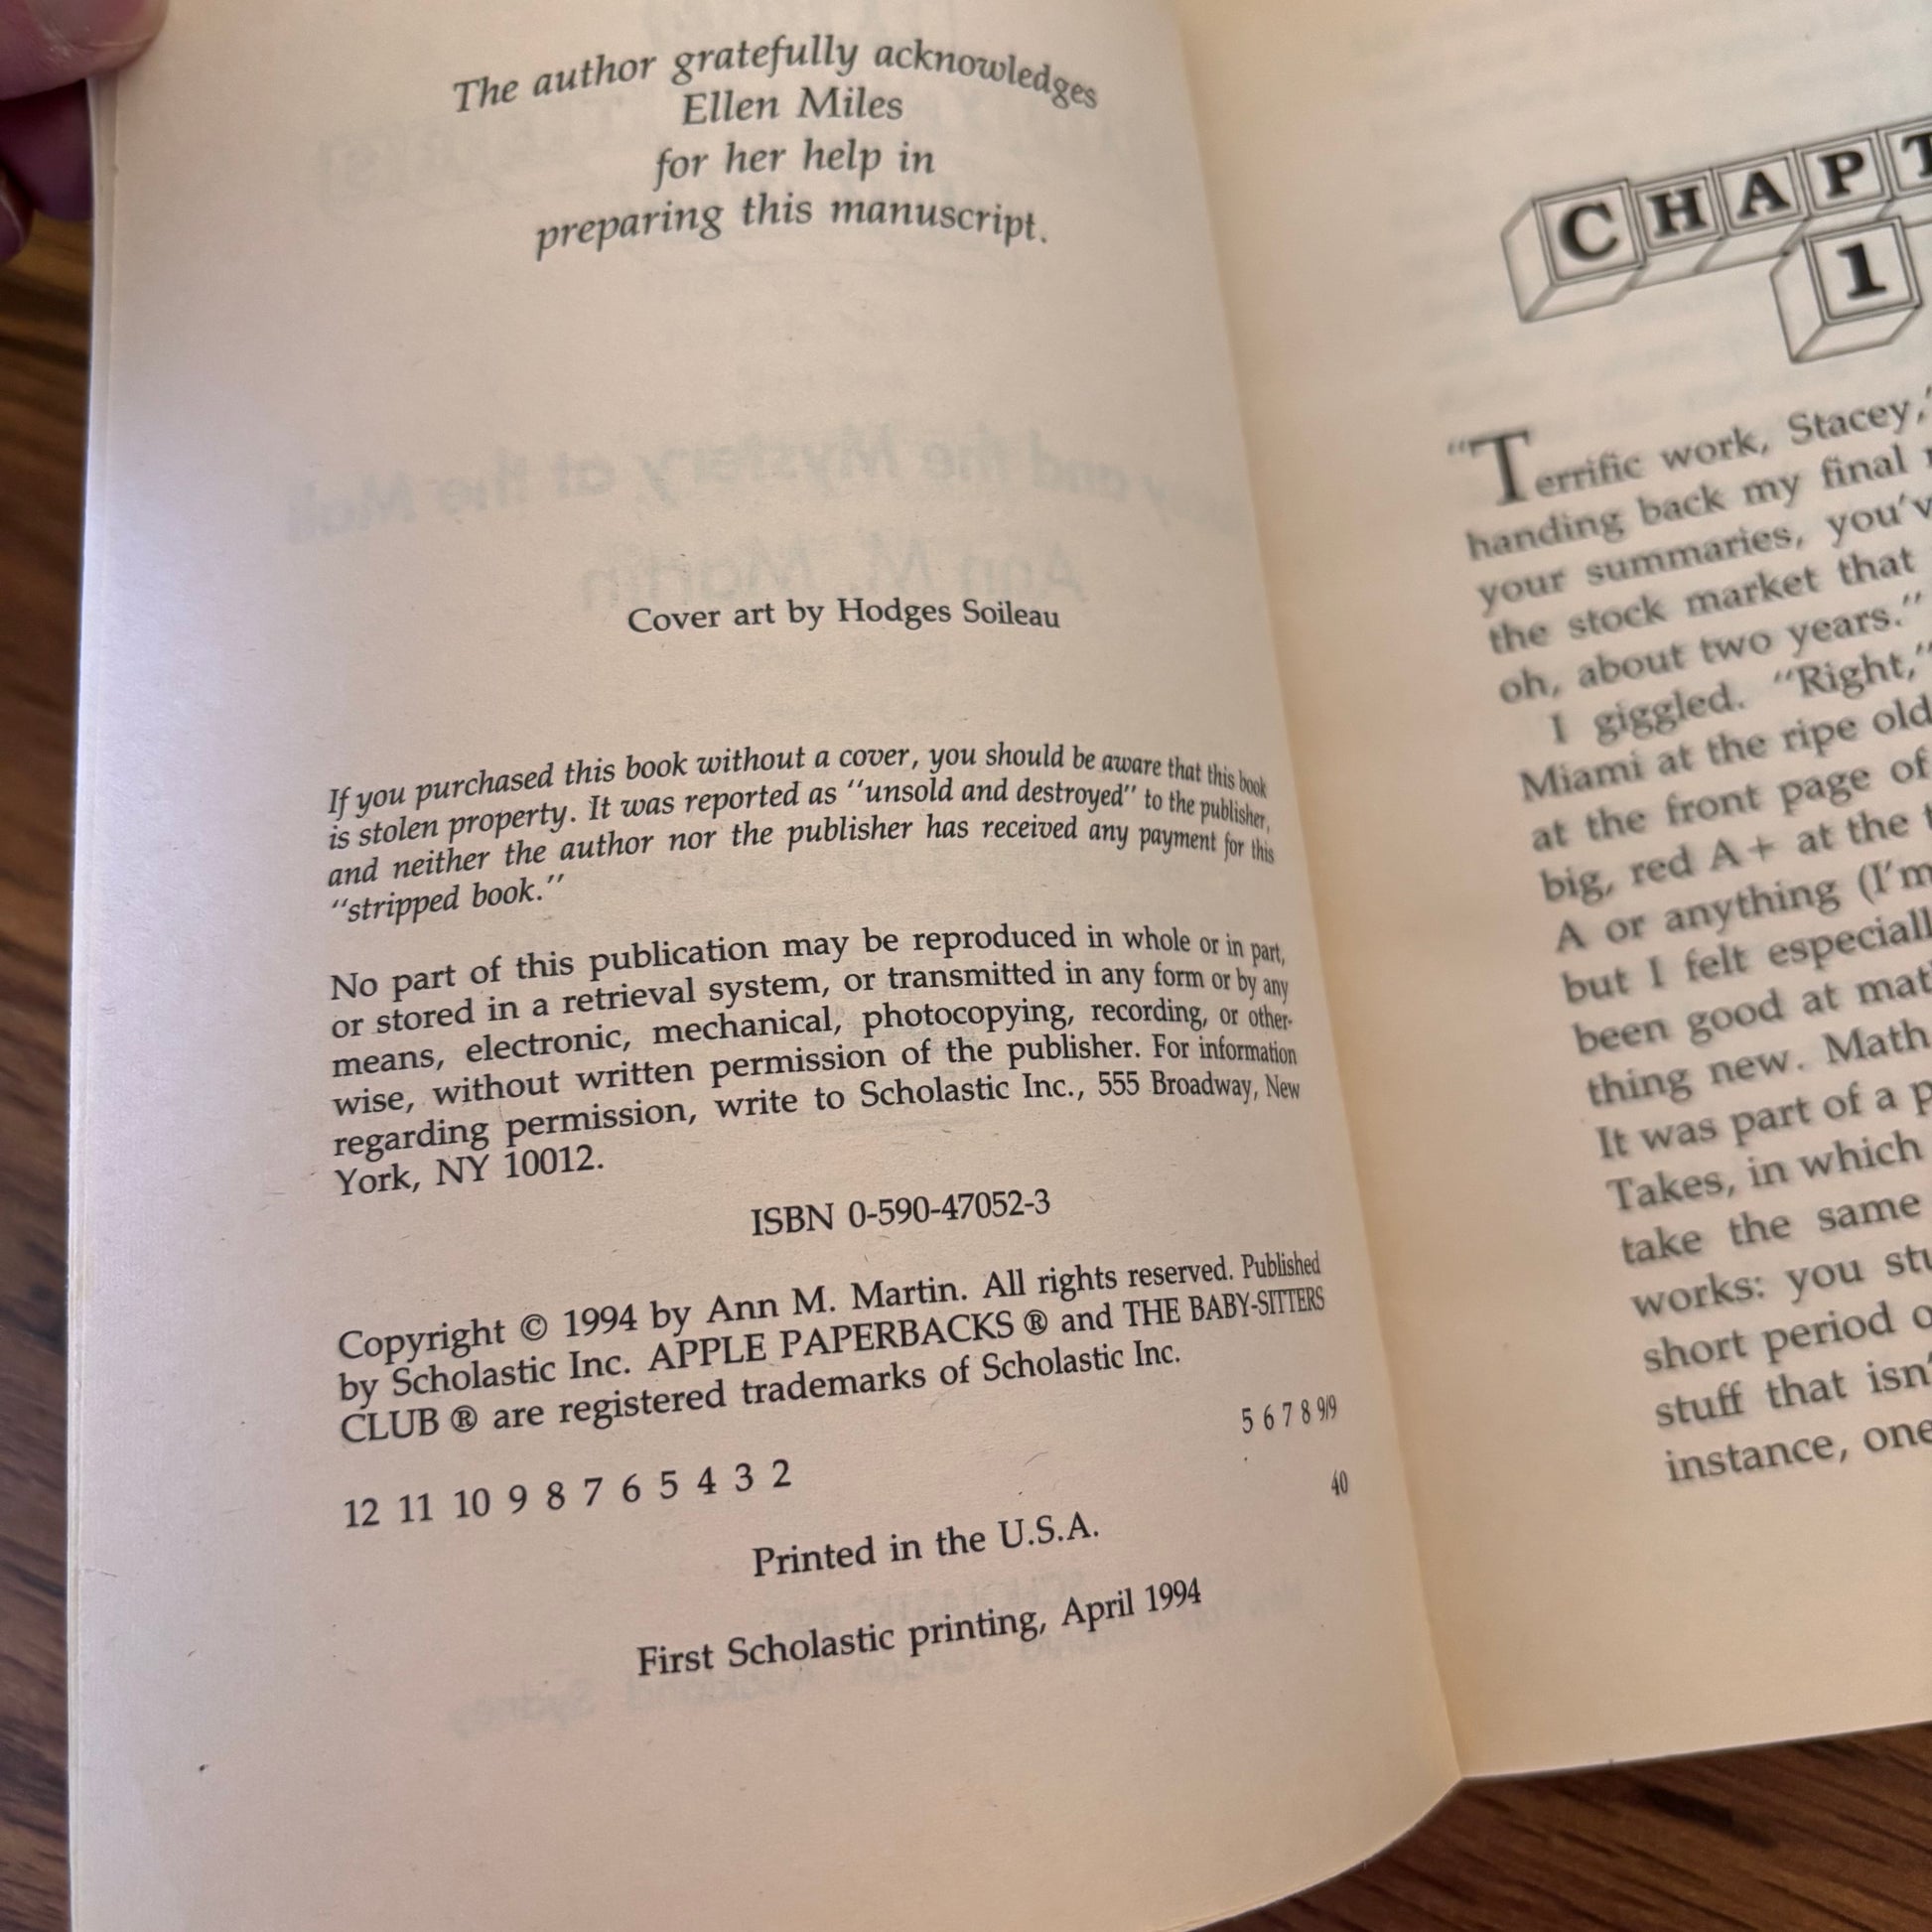 The author gratefully acknowledges
Ellen Miles
for her help in
preparing this manuscript.
Cover art by Hodges Soileau
If you purchased this book without a cover, you should be aware that this book
is stolen property. It was reported as "unsold and destroyed" to the publisher,
and neither the author nor the publisher has received any payment for this
"stripped book."
No part of this publication may be reproduced in whole or in part,
or stored in a retrieval system, or transmitted in any form or by any
means, electronic, mechanical, photocopying, recording, or other-
wise, without written permission of the publisher. For information
regarding permission, write to Scholastic Inc., 555 Broadway, New
York, NY 10012.
ISBN 0-590-47052-3
Copyright © 1994 by Ann M. Martin. All rights reserved. Published
by Scholastic Inc. APPLE PAPERBACKS ® and THE BABY-SITTERS
CLUB ® are registered trademarks of Scholastic Inc.
12 11 10 9 8 7 6 5 4 3 2
5 6 7 8 9/9
40
Printed in the U.S.A.
First Scholastic printing, April 1994
CHAPT
1
"Terrific work, Stacey,"
handing back my final
your summaries, you'v
the stock market that
oh, about two years."
I giggled. "Right,"
Miami at the ripe old
at the front page of
big, red A+ at the
A or anything (I'm
but I felt especiall
been good at mat
thing new. Math
It was part of a p
Takes, in which
take the same
works: you stu
short period o
stuff that isn'
instance, one